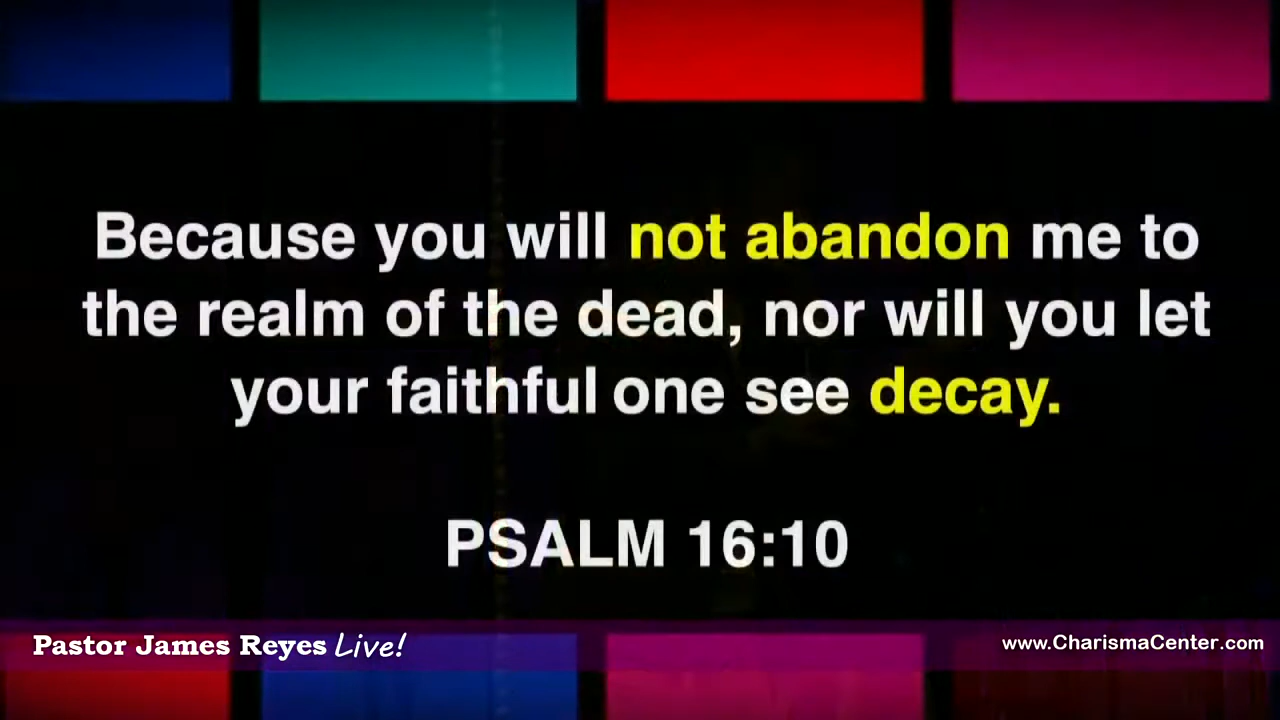 Because you will not abandon me to
the realm of the dead, nor will you let
your faithful one see decay.
PSALM 16:10
Pastor James Reyes Live!
www.CharismaCenter.com